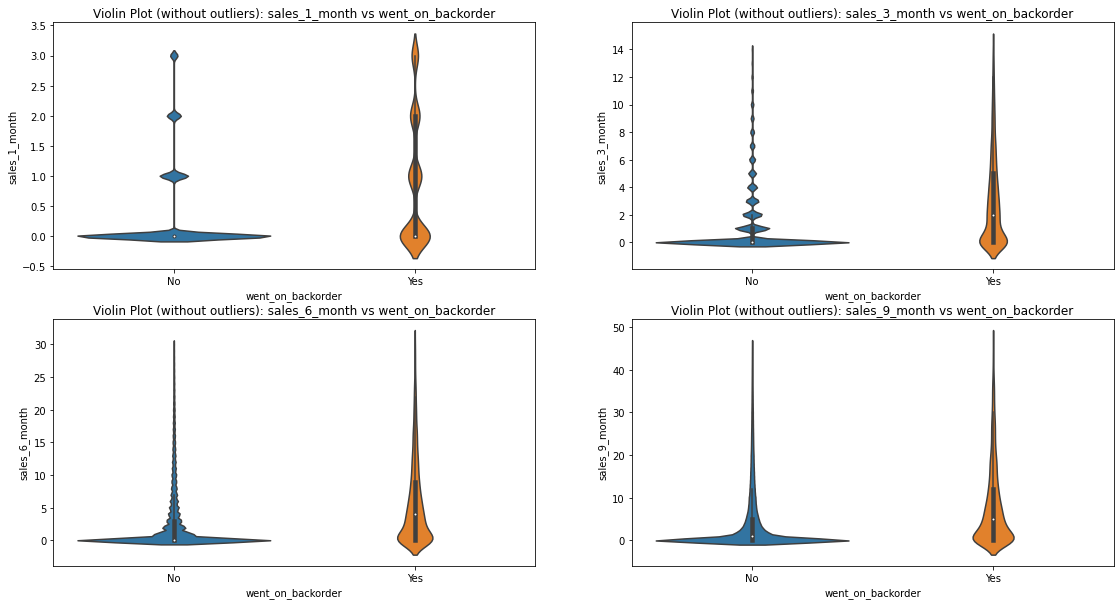 Violin Plot (without outliers): sales_1_month vs went_on_backorder
3.5
3.0
2.5
2.0
1.5
1.0
0.5
0.0
−0.5
sales_1_month
No
Yes
went_on_backorder
Violin Plot (without outliers): sales_3_month vs went_on_backorder
14
12
10
8
6
4
2
0
sales_3_month
No
Yes
went_on_backorder
Violin Plot (without outliers): sales_6_month vs went_on_backorder
30
25
20
15
10
5
0
sales_6_month
No
Yes
went_on_backorder
Violin Plot (without outliers): sales_9_month vs went_on_backorder
50
40
30
20
10
0
sales_9_month
No
Yes
went_on_backorder